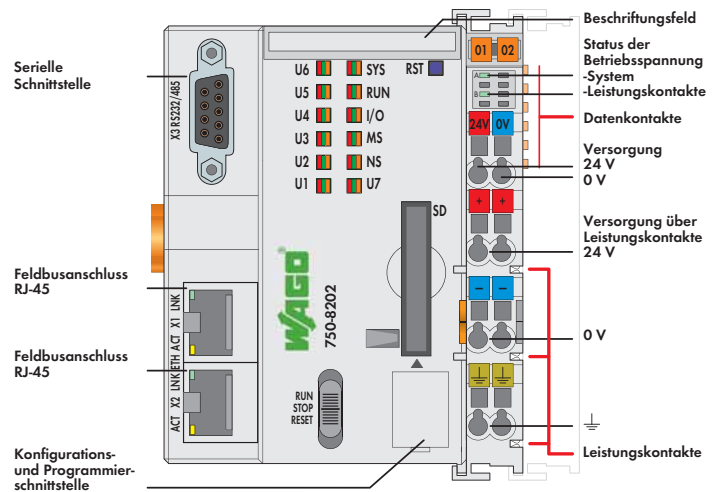 Beschriftungsfeld
Status der
Betriebsspannung
-System
-Leistungskontakte
Datenkontakte
Versorgung
24 V
0 V
Versorgung über
Leistungskontakte
24 V
0 V
Leistungskontakte
Serielle
Schnittstelle
Feldbusanschluss
RJ-45
Feldbusanschluss
RJ-45
Konfigurations-
und Programmier-
schnittstelle
X3 RS232/485
U6 SYS RST
U5 RUN
U4 I/O
U3 MS
U2 NS
U1 U7
SD
WAGO
750-8202
ETH ACT X1 LNK
ACT X2 LNK
RUN
STOP
RESET
01 02
A
B
24V 0V
+ +
− −